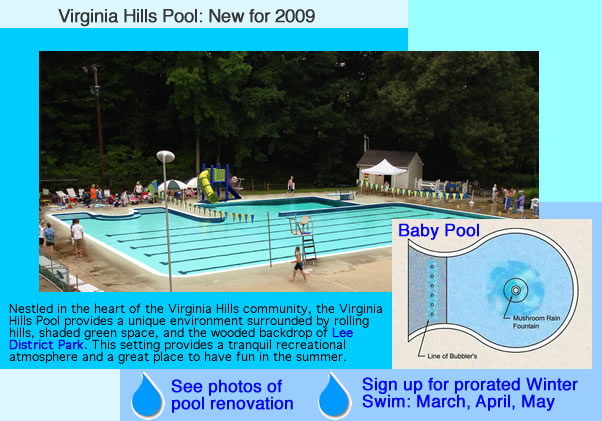 Virginia Hills Pool: New for 2009
Baby Pool
Mushroom Rain
Fountain
Line of Bubbler's
Nestled in the heart of the Virginia Hills community, the Virginia
Hills Pool provides a unique environment surrounded by rolling
hills, shaded green space, and the wooded backdrop of Lee
District Park. This setting provides a tranquil recreational
atmosphere and a great place to have fun in the summer.
See photos of
pool renovation
Sign up for prorated Winter
Swim: March, April, May